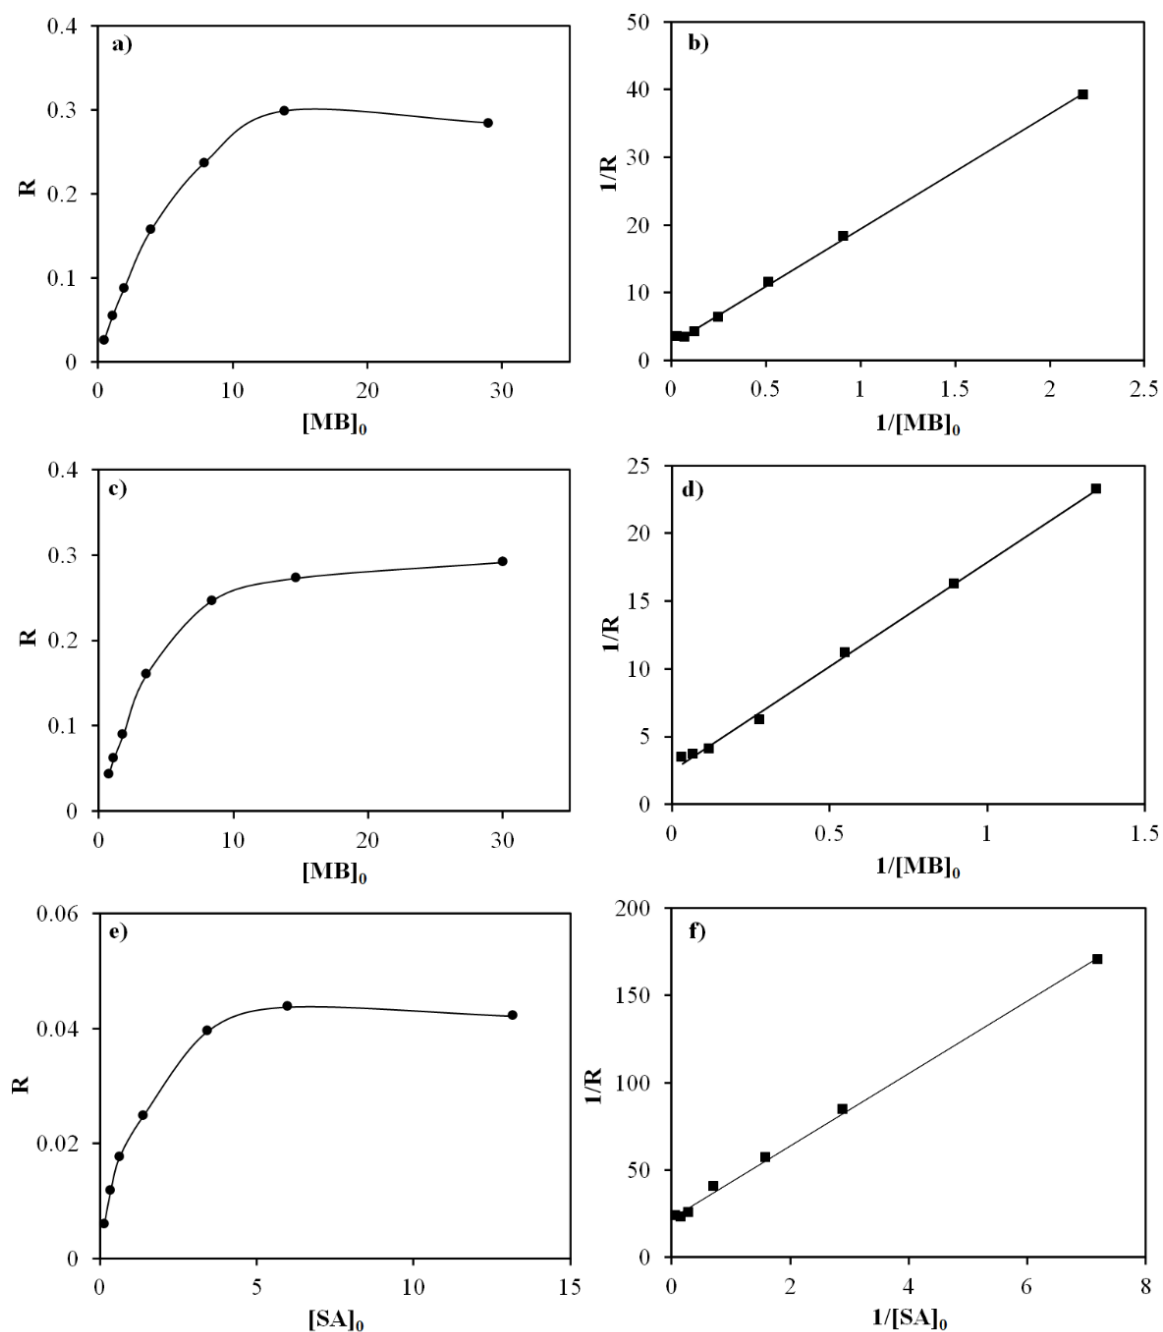 a)
0.4
0.3
0.2
0.1
0
R
0 10 20 30
[MB]₀
b)
50
40
30
20
10
0
1/R
0 0.5 1 1.5 2 2.5
1/[MB]₀
c)
0.4
0.3
0.2
0.1
0
R
0 10 20 30
[MB]₀
d)
25
20
15
10
5
0
1/R
0 0.5 1 1.5
1/[MB]₀
e)
0.06
0.04
0.02
0
R
0 5 10 15
[SA]₀
f)
200
150
100
50
0
1/R
0 2 4 6 8
1/[SA]₀